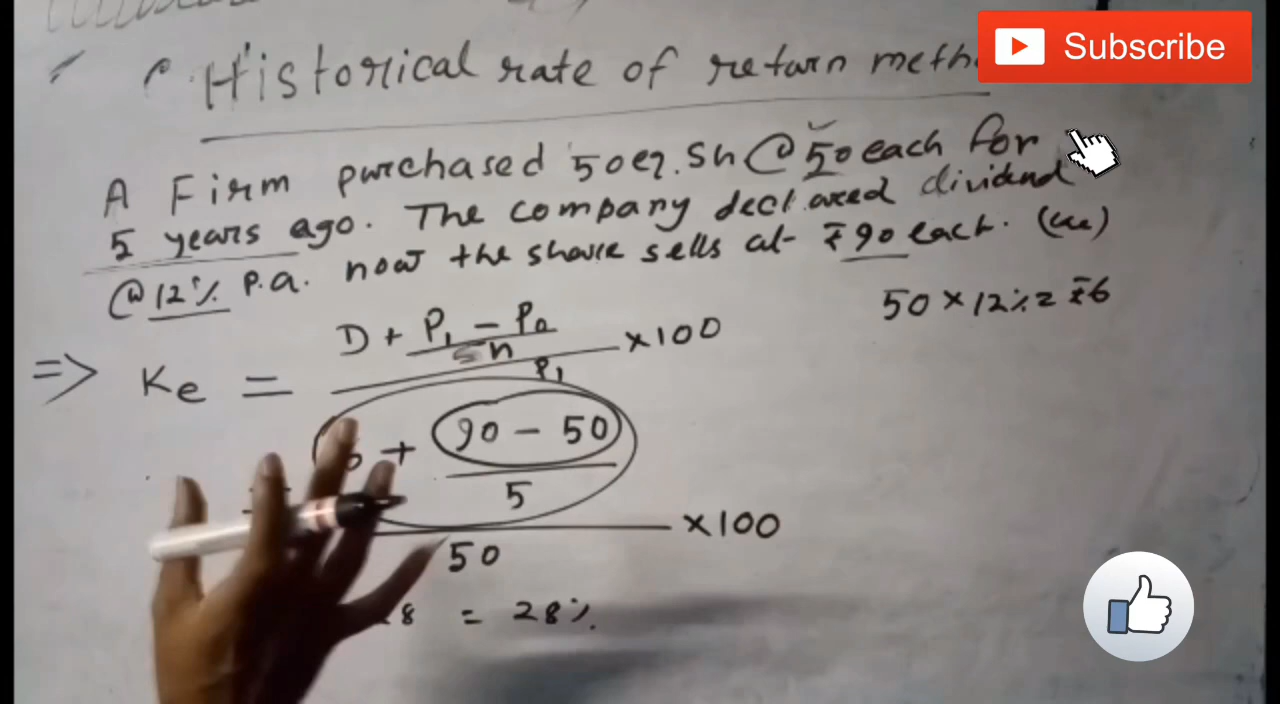 Historical rate of return meth
Subscribe
A Firm purchased 50 eq. Sh @ 50 each for
5 years ago. The company declared dividend
@ 12% p.a. now the share sells at ₹90 each. (Ke)
50 × 12% = ₹6
D + P₁ - P₀
n
× 100
P₁
Ke =
+ 90 - 50
5
× 100
50
28 = 28%